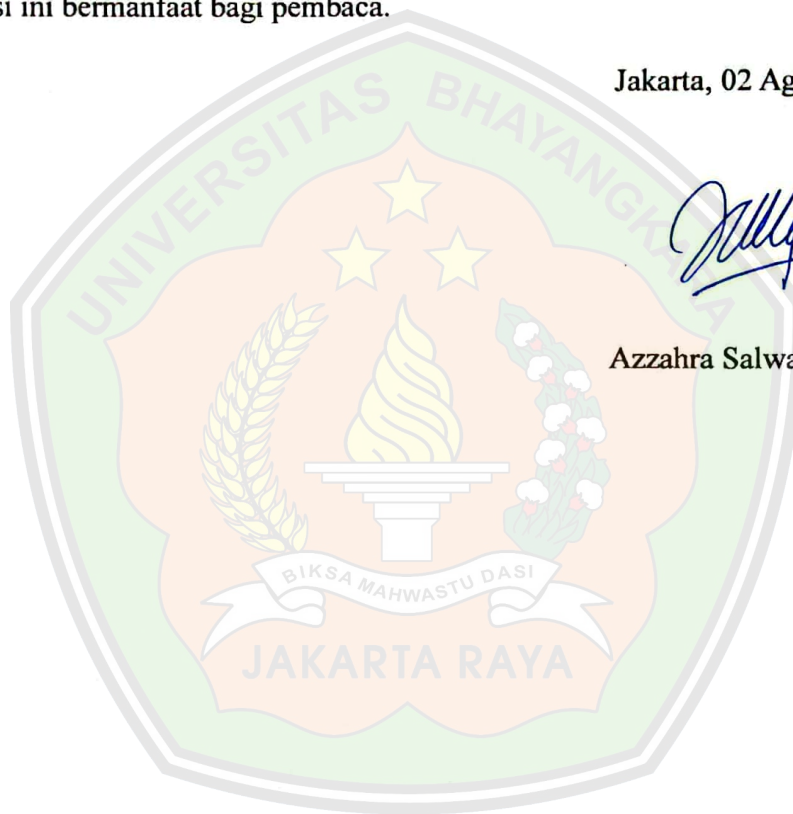 si ini bermanfaat bagi pembaca.
Jakarta, 02 Ag
Azzahra Salwa
UNIVERSITAS BHAYANGKARA
BIKSA MAHWASTU DASI
JAKARTA RAYA